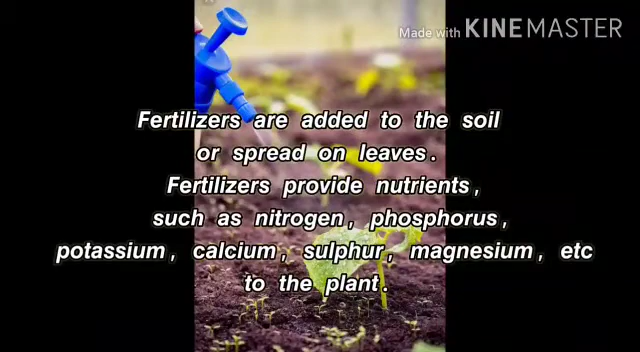 Made with KINEMASTER
Fertilizers are added to the soil
or spread on leaves.
Fertilizers provide nutrients,
such as nitrogen, phosphorus,
potassium, calcium, sulphur, magnesium, etc
to the plant.